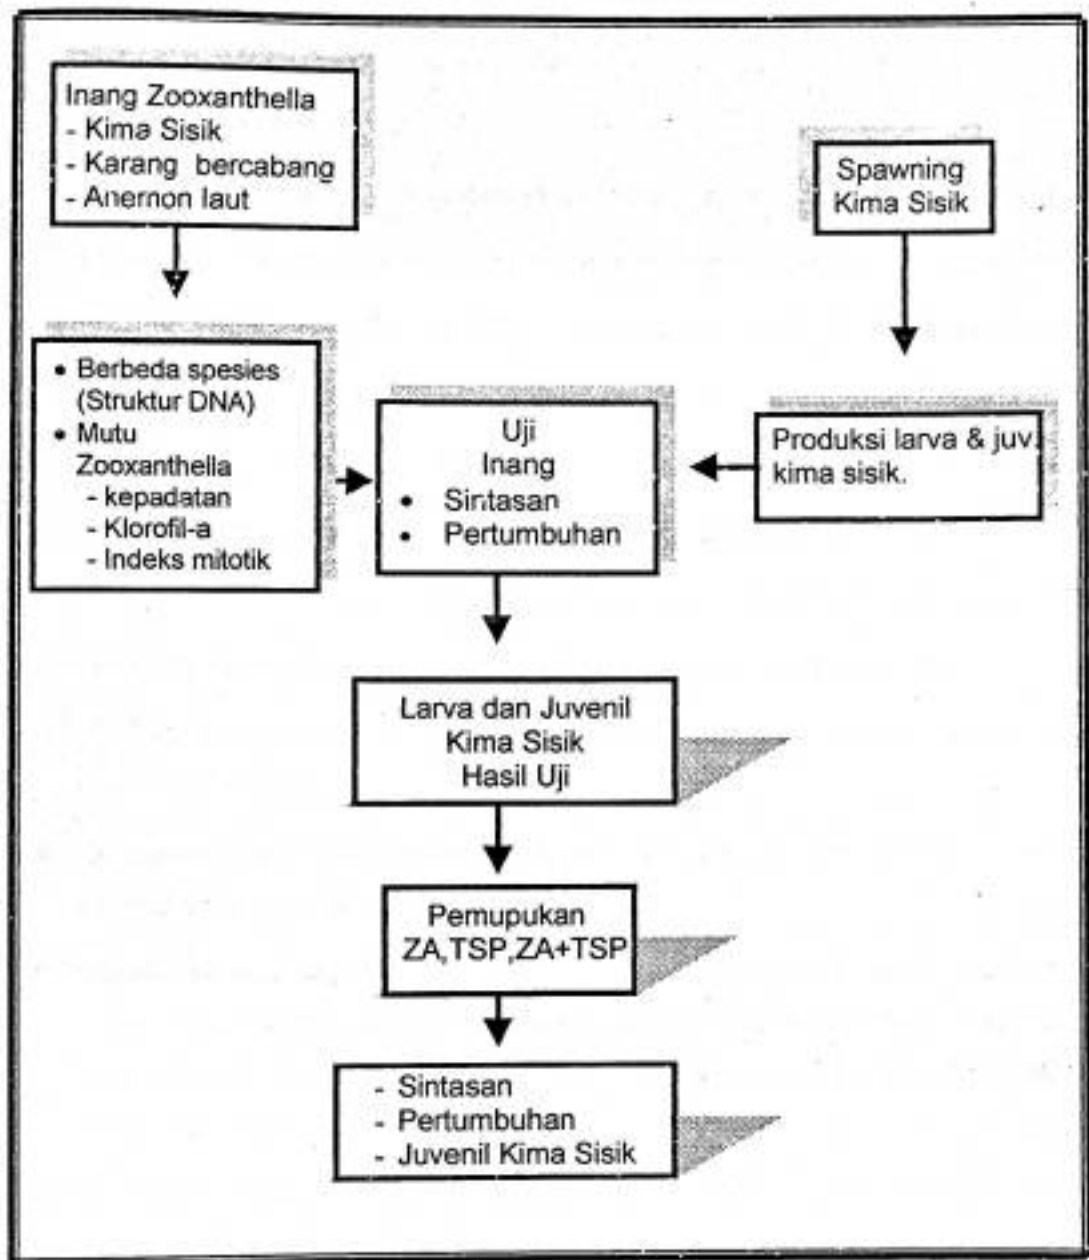 Inang Zooxanthella
- Kima Sisik
- Karang bercabang
- Anemon laut
Spawning
Kima Sisik
• Berbeda spesies
(Struktur DNA)
• Mutu
Zooxanthella
- kepadatan
- Klorofil-a
- Indeks mitotik
Uji
Inang
• Sintasan
• Pertumbuhan
Produksi larva & juv.
kima sisik.
Larva dan Juvenil
Kima Sisik
Hasil Uji
Pemupukan
ZA,TSP,ZA+TSP
- Sintasan
- Pertumbuhan
- Juvenil Kima Sisik